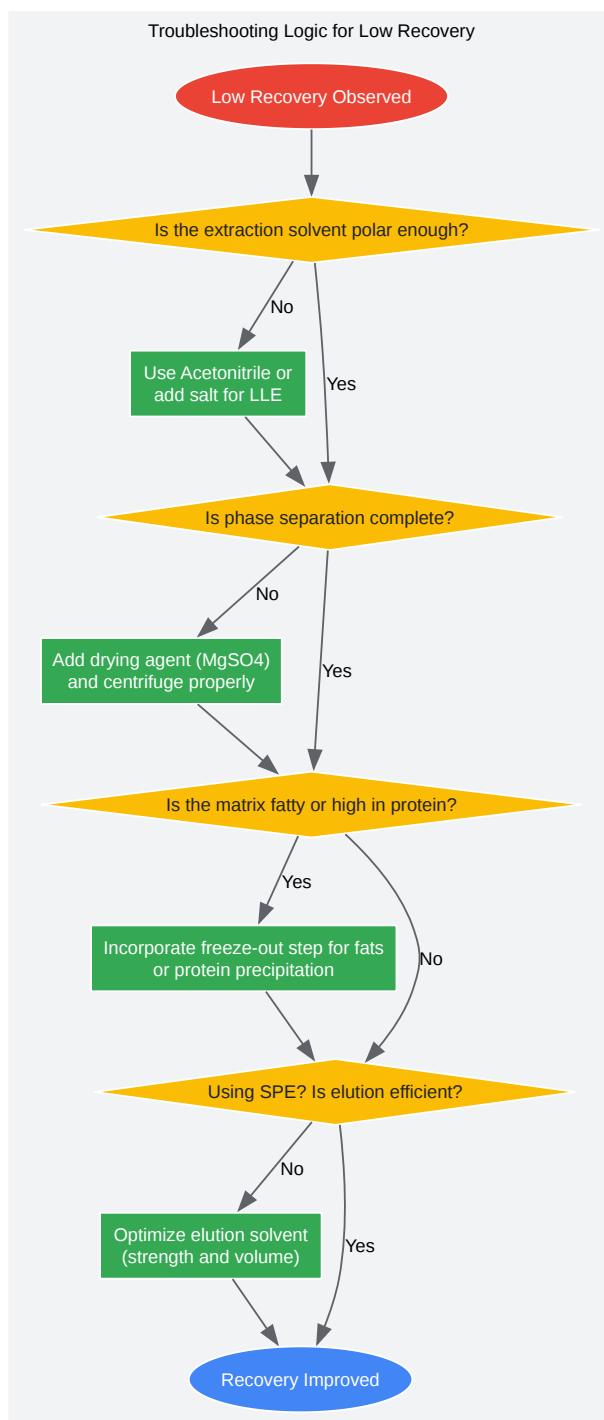 Troubleshooting Logic for Low Recovery
Low Recovery Observed
Is the extraction solvent polar enough?
No
Use Acetonitrile or
add salt for LLE
Yes
Is phase separation complete?
No
Add drying agent (MgSO4)
and centrifuge properly
Yes
Is the matrix fatty or high in protein?
Yes
Incorporate freeze-out step for fats
or protein precipitation
No
Using SPE? Is elution efficient?
No
Optimize elution solvent
(strength and volume)
Yes
Recovery Improved